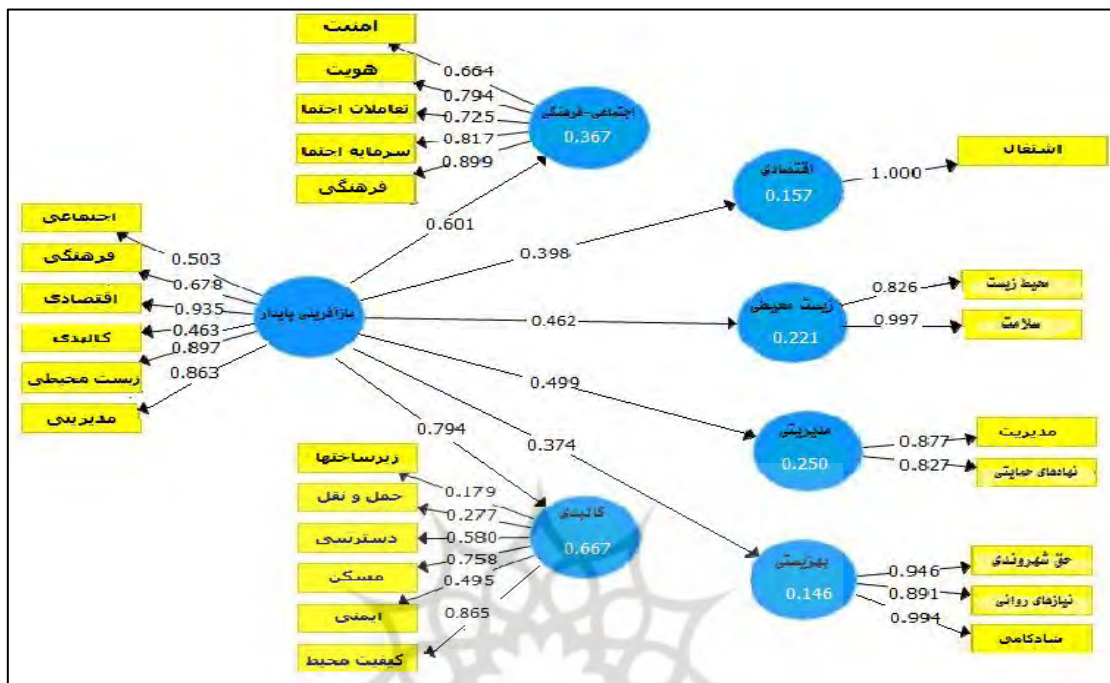 امنیت
هویت
تعاملات اجتما
سرمایه اجتما
فرهنگی
0.664
0.794
0.725
0.817
0.899
اجتماعی-فرهنگی
0.367
اقتصادی
0.157
1.000
اشتغال
اجتماعی
فرهنگی
اقتصادی
کالبدی
زیست محیطی
مدیریتی
0.503
0.678
0.935
0.463
0.897
0.863
بازآفرینی پایدار
0.601
0.398
0.462
0.499
0.374
0.794
زیست محیطی
0.221
0.826
0.997
محیط زیست
سلامت
مدیریتی
0.250
0.877
0.827
مدیریت
نهادهای حمایتی
زیرساختها
حمل و نقل
دسترسی
مسکن
ایمنی
کیفیت محیط
0.179
0.277
0.580
0.758
0.495
0.865
کالبدی
0.667
بهزیستی
0.146
0.946
0.891
0.994
حق شهروندی
نیازهای روانی
شادکامی